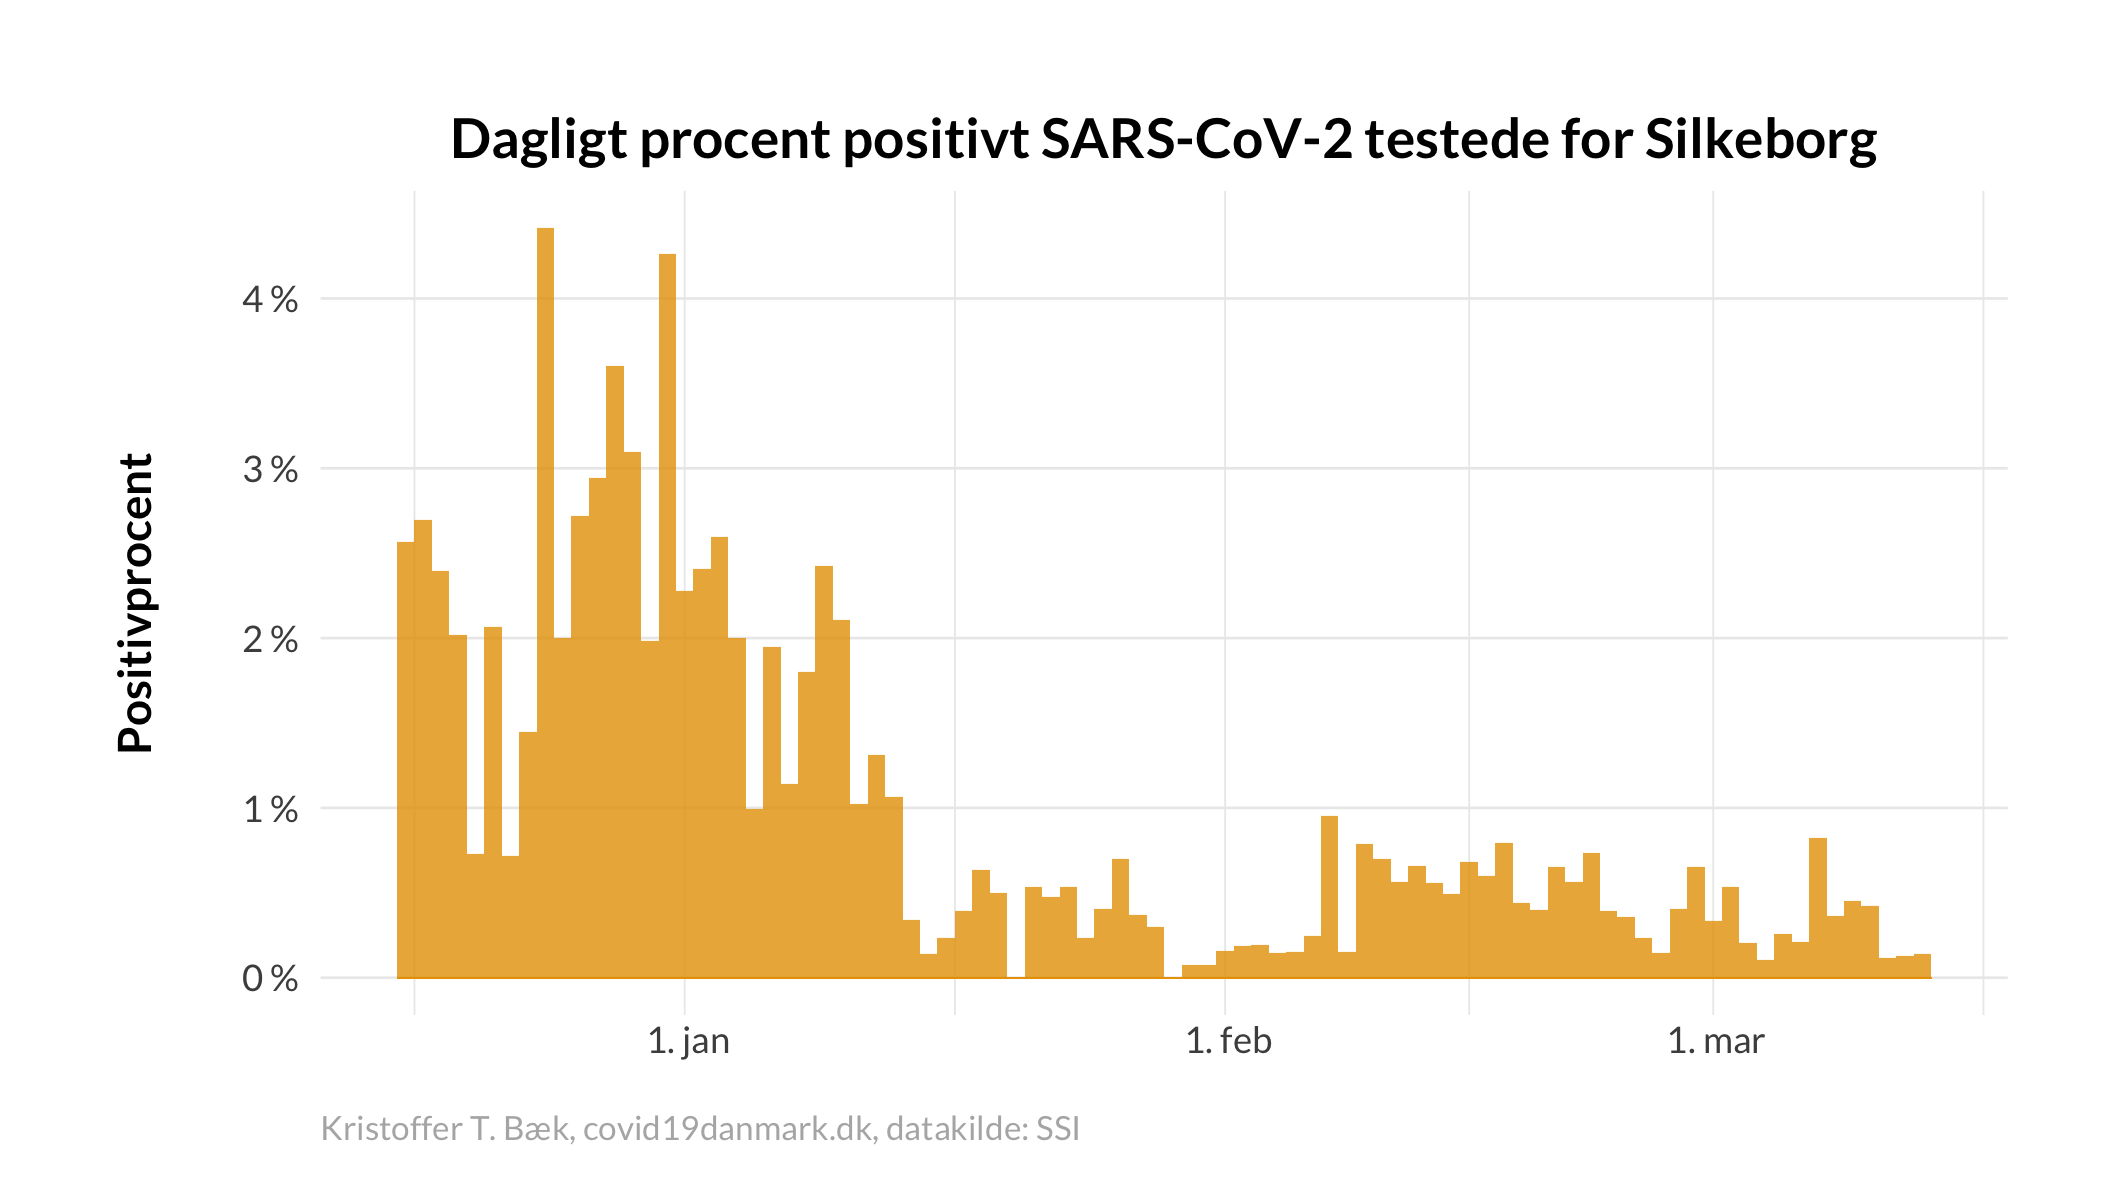 Dagligt procent positivt SARS-CoV-2 testede for Silkeborg
Positivprocent
4 %
3 %
2 %
1 %
0 %
1. jan
1. feb
1. mar
Kristoffer T. Bæk, covid19danmark.dk, datakilde: SSI